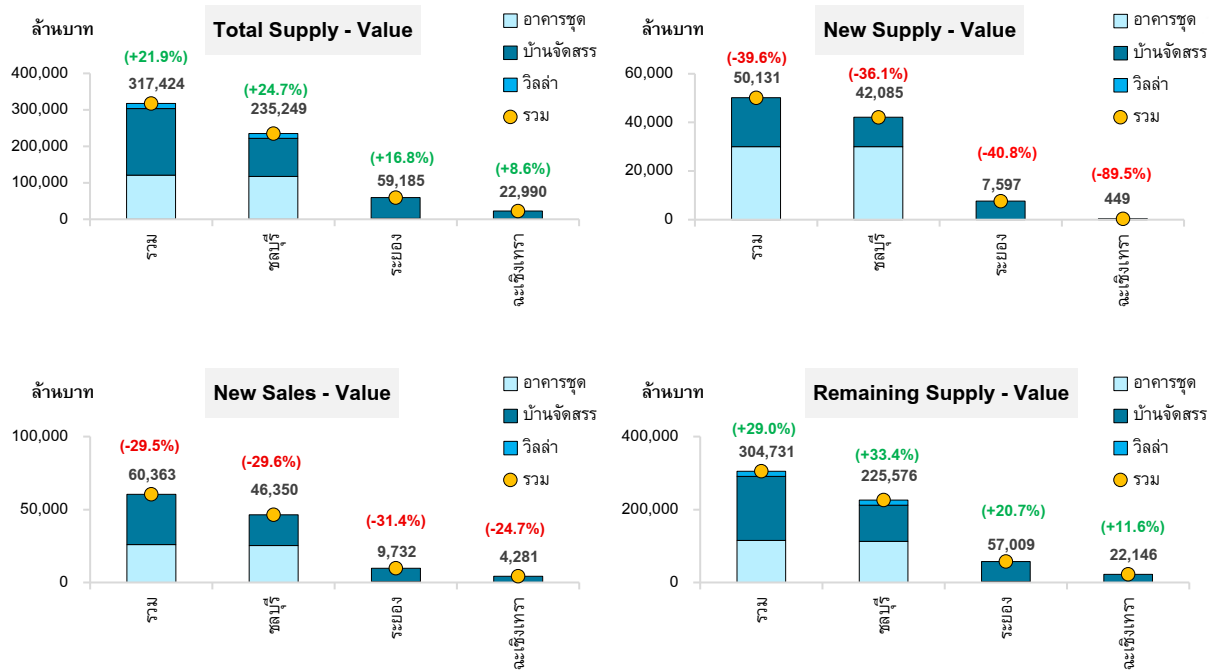 ล้านบาท
Total Supply - Value
อาคารชุด
บ้านจัดสรร
วิลล่า
รวม
400,000
300,000
200,000
100,000
0
(+21.9%)
317,424
(+24.7%)
235,249
(+16.8%)
59,185
(+8.6%)
22,990
รวม
ชลบุรี
ระยอง
ฉะเชิงเทรา
ล้านบาท
New Supply - Value
อาคารชุด
บ้านจัดสรร
วิลล่า
รวม
60,000
40,000
20,000
0
(-39.6%)
50,131
(-36.1%)
42,085
(-40.8%)
7,597
(-89.5%)
449
รวม
ชลบุรี
ระยอง
ฉะเชิงเทรา
ล้านบาท
New Sales - Value
อาคารชุด
บ้านจัดสรร
วิลล่า
รวม
100,000
50,000
0
(-29.5%)
60,363
(-29.6%)
46,350
(-31.4%)
9,732
(-24.7%)
4,281
รวม
ชลบุรี
ระยอง
ฉะเชิงเทรา
ล้านบาท
Remaining Supply - Value
อาคารชุด
บ้านจัดสรร
วิลล่า
รวม
400,000
200,000
0
(+29.0%)
304,731
(+33.4%)
225,576
(+20.7%)
57,009
(+11.6%)
22,146
รวม
ชลบุรี
ระยอง
ฉะเชิงเทรา